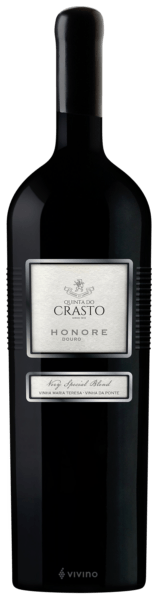 QUINTA DO
CRASTO
HONORE
DOURO
Very Special Blend
VINHA MARIA TERESA • VINHA DA PONTE
VIVINO